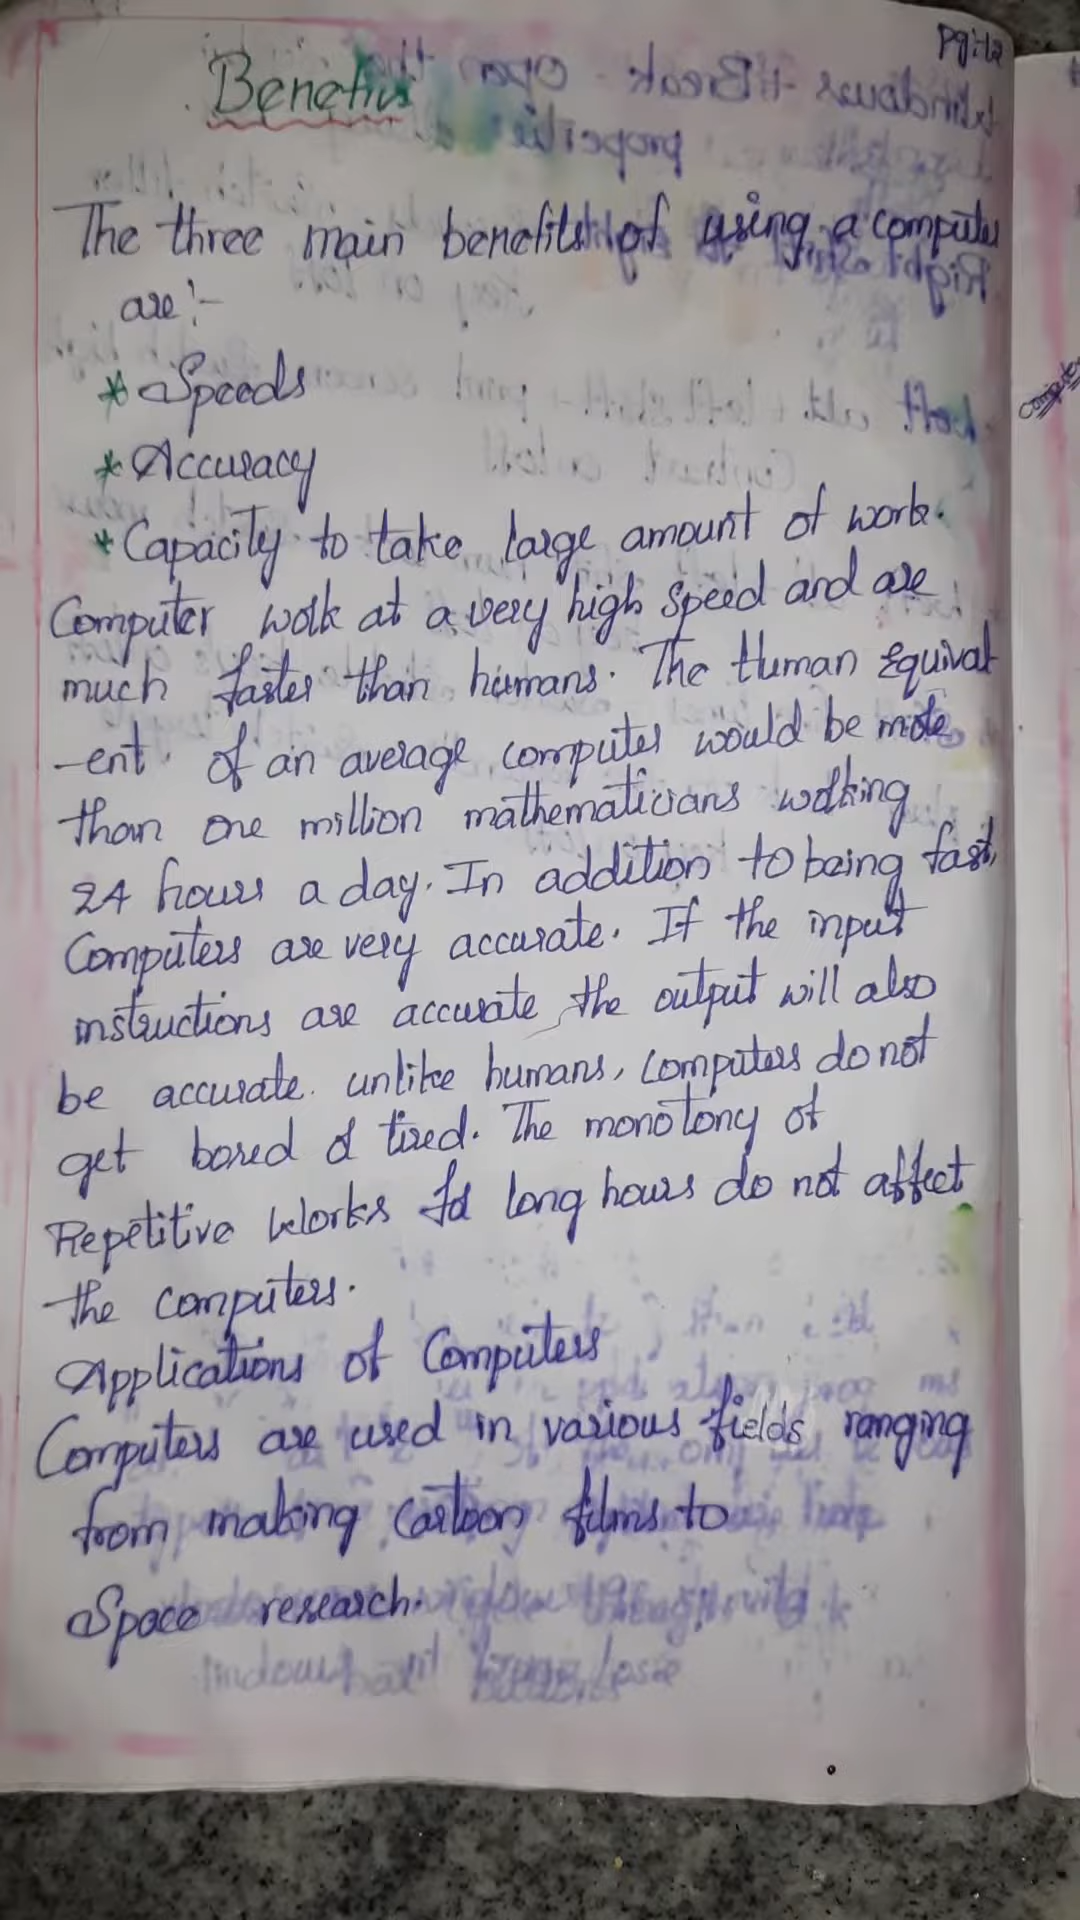 Pg:12
Benefits
The three main benefits of using a computer
are:-
* Speeds
* Accuracy
* Capacity to take large amount of work.
Computer work at a very high speed and are
much faster than humans. The Human Equival
-ent of an average computer would be more
than one million mathematicians working
24 hours a day. In addition to being fast,
Computers are very accurate. If the input
instructions are accurate the output will also
be accurate. unlike humans, computers do not
get bored or tired. The monotony of
Repetitive Works for long hours do not affect
the computers.
Applications of Computers
Computers are used in various fields ranging
from making cartoon films to
Space research.